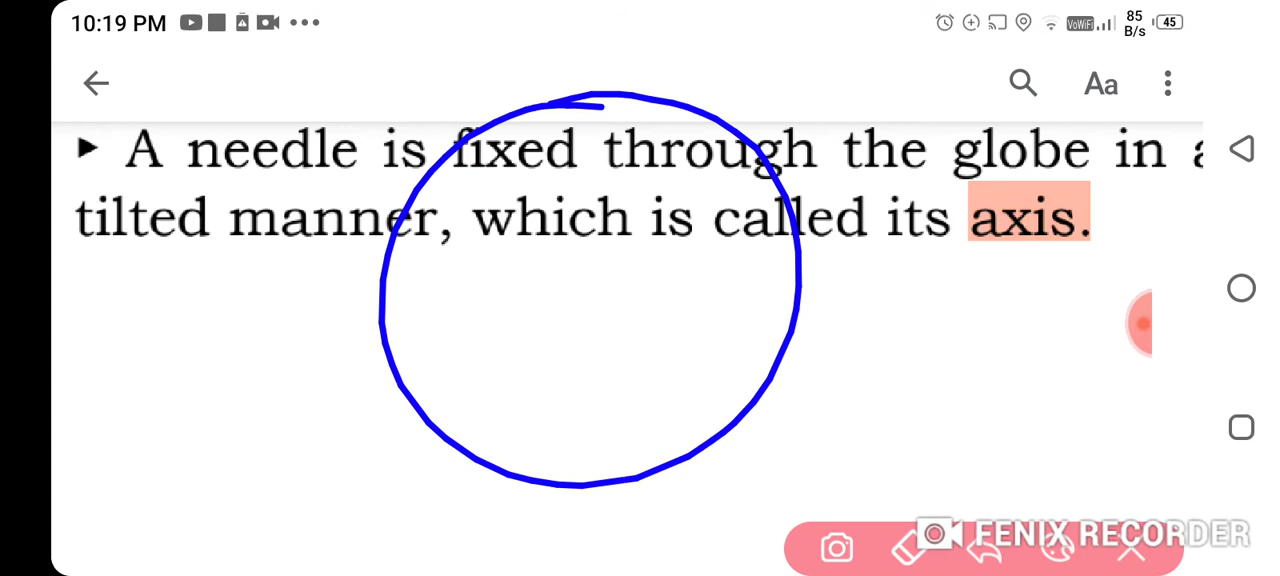 10:19 PM
VoWiFi 85 B/s 45
Aa
▸ A needle is fixed through the globe in a
tilted manner, which is called its axis.
FENIX RECORDER